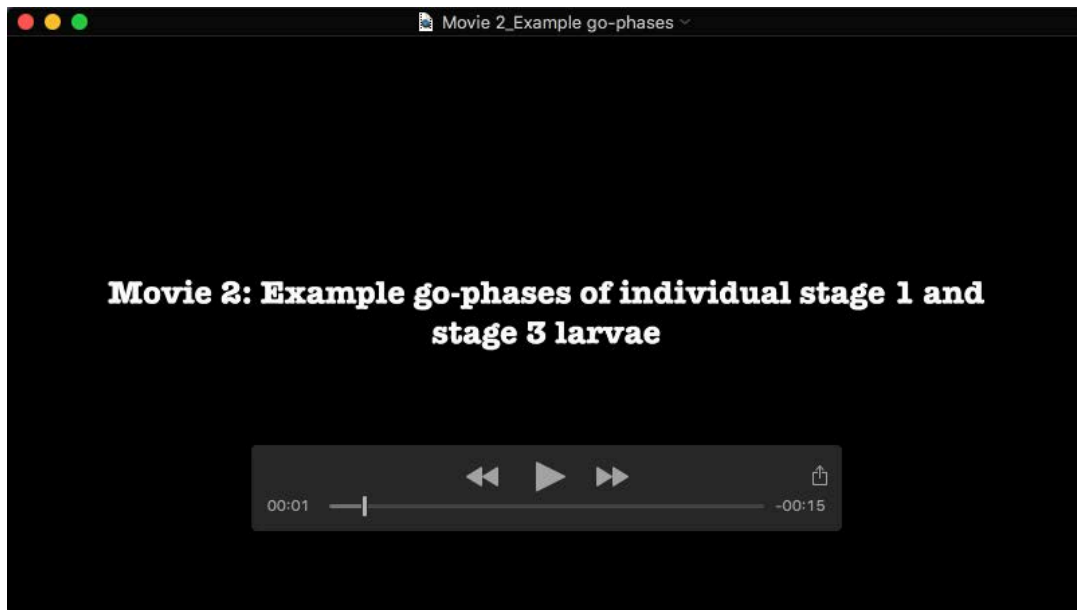 Movie 2_Example go-phases
Movie 2: Example go-phases of individual stage 1 and
stage 3 larvae
00:01
-00:15